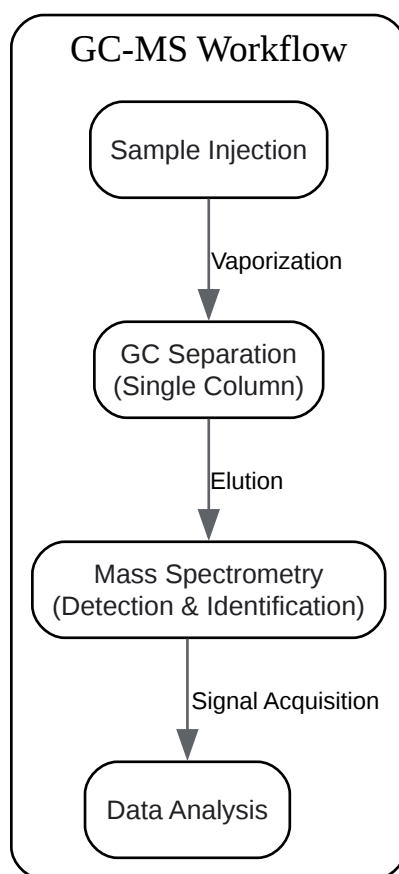 GC-MS Workflow
Sample Injection
Vaporization
GC Separation
(Single Column)
Elution
Mass Spectrometry
(Detection & Identification)
Signal Acquisition
Data Analysis